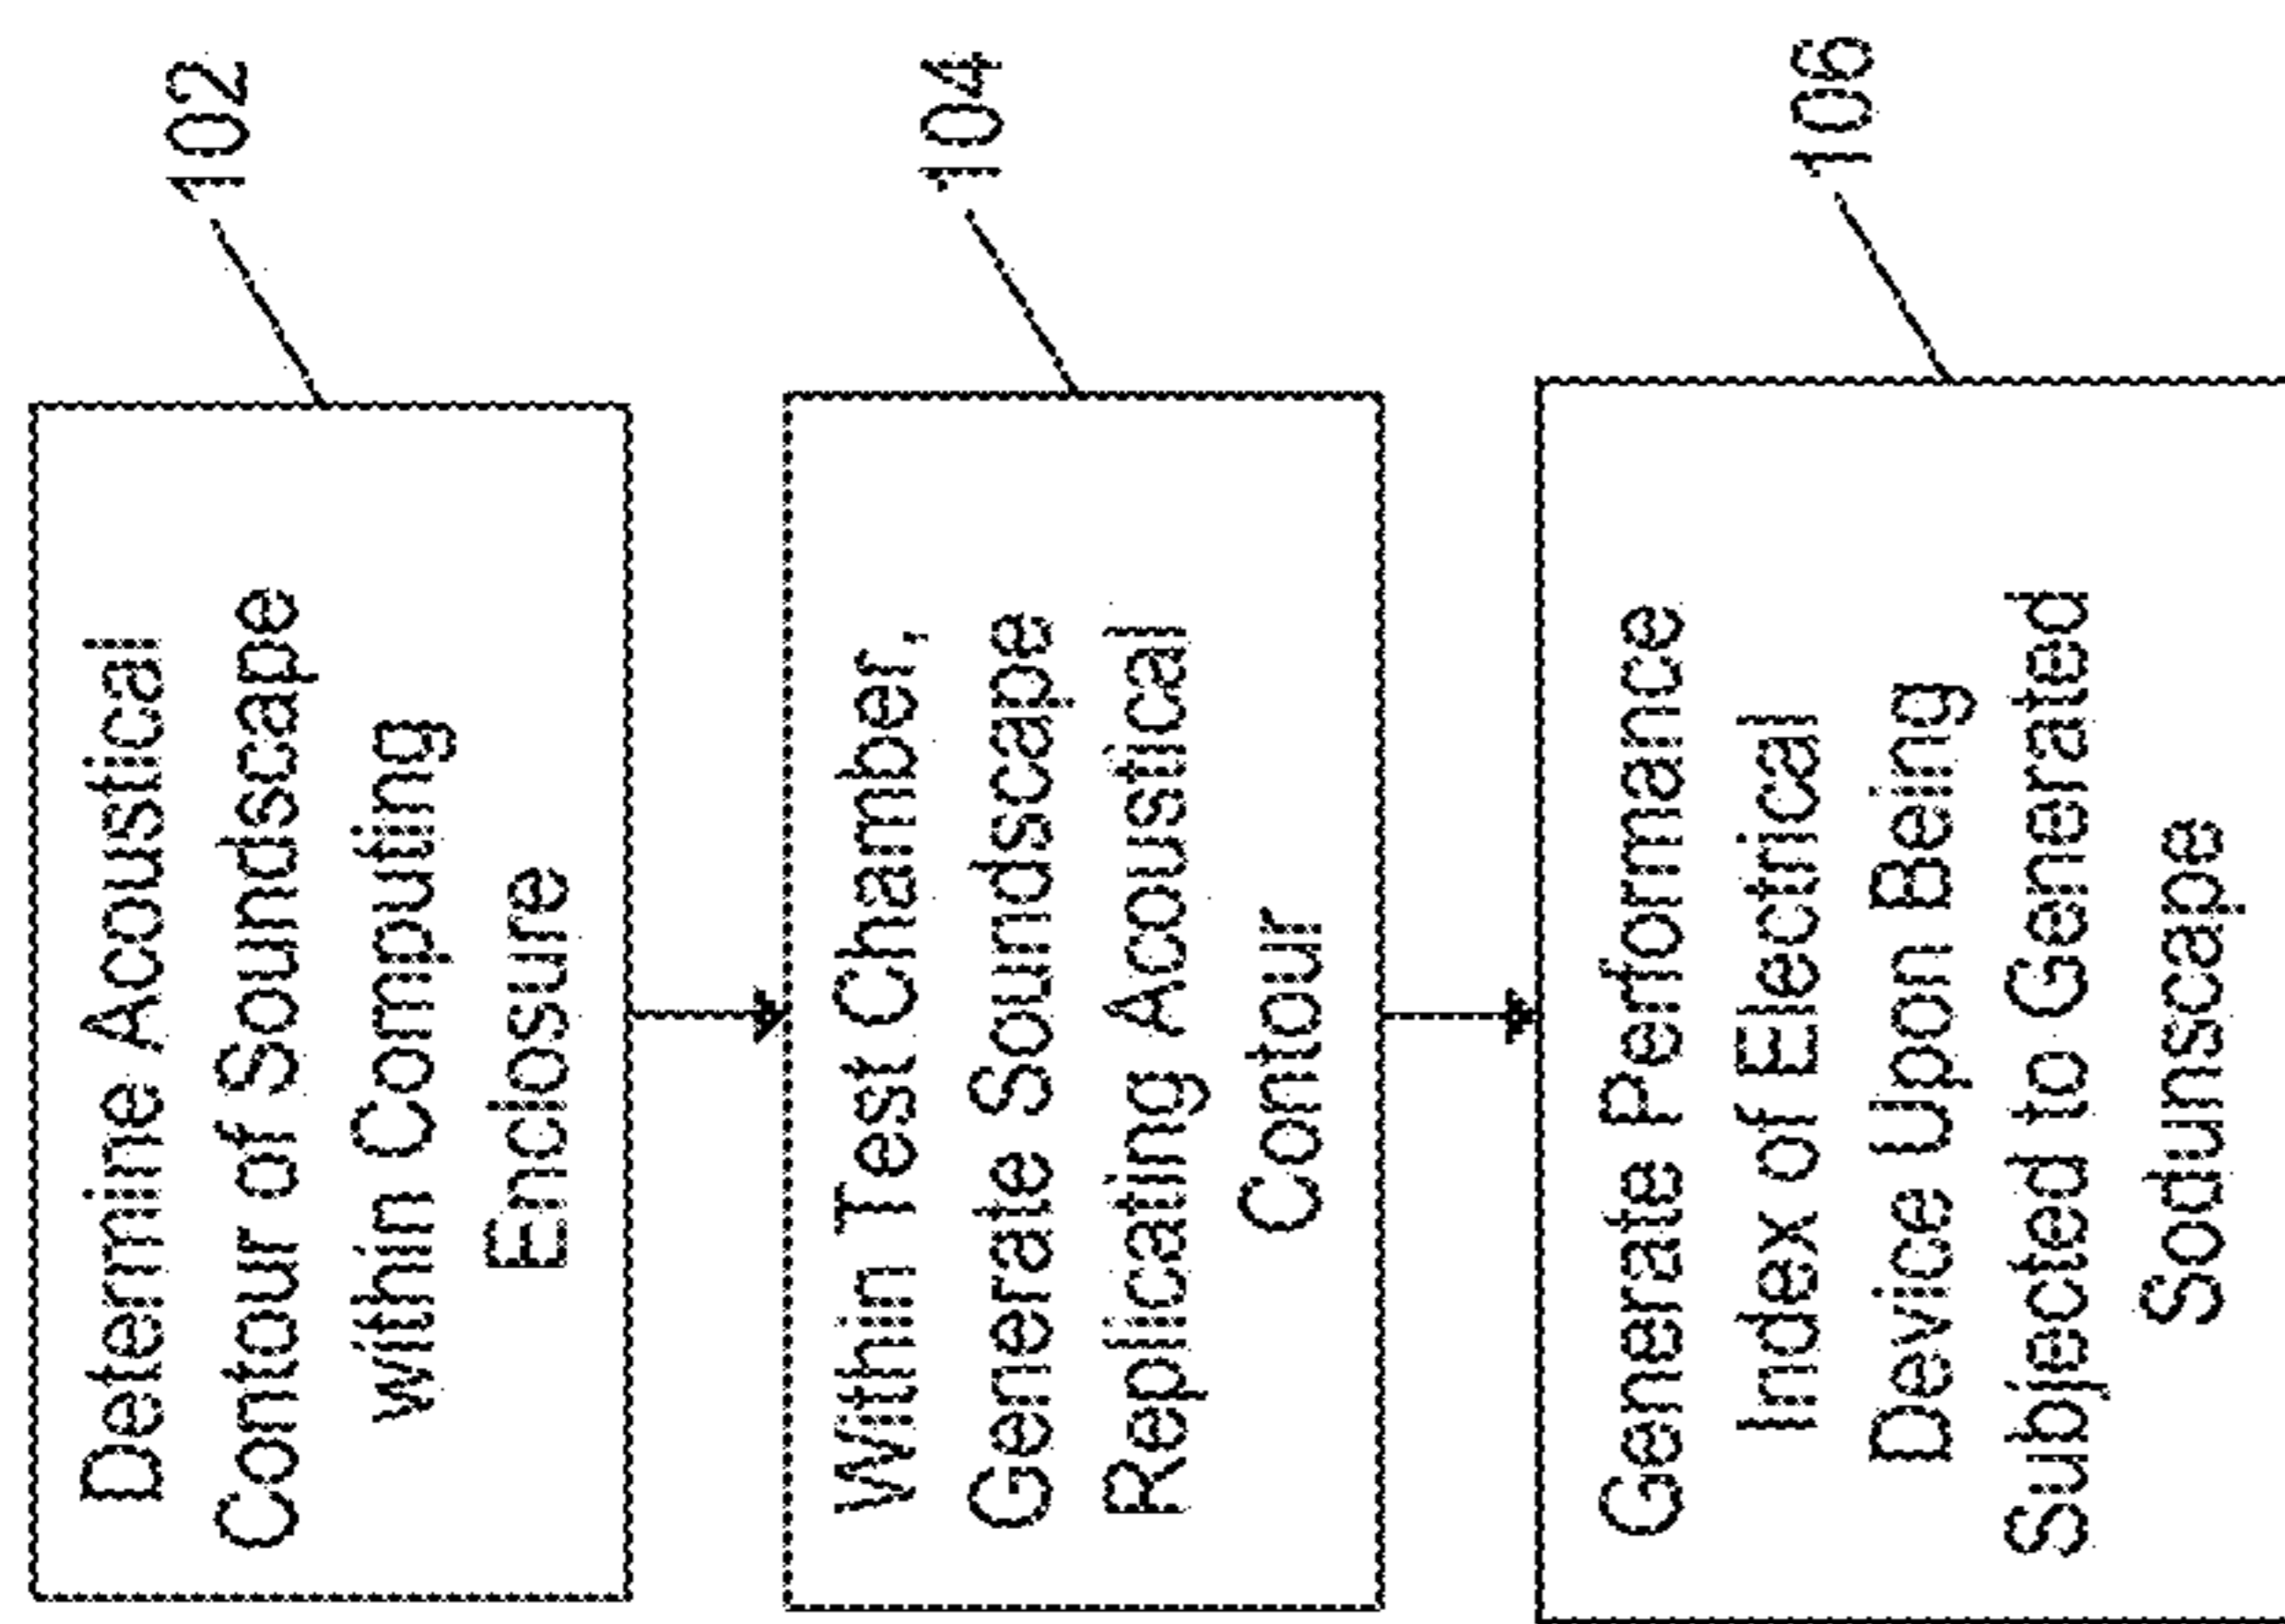 Determine Acoustical
Contour of Soundscape
within Computing
Enclosure
102
Within Test Chamber,
Generate Soundscape
Replicating Acoustical
Contour
104
Generate Performance
Index of Electrical
Device Upon Being
Subjected to Generated
Sodunscape
106